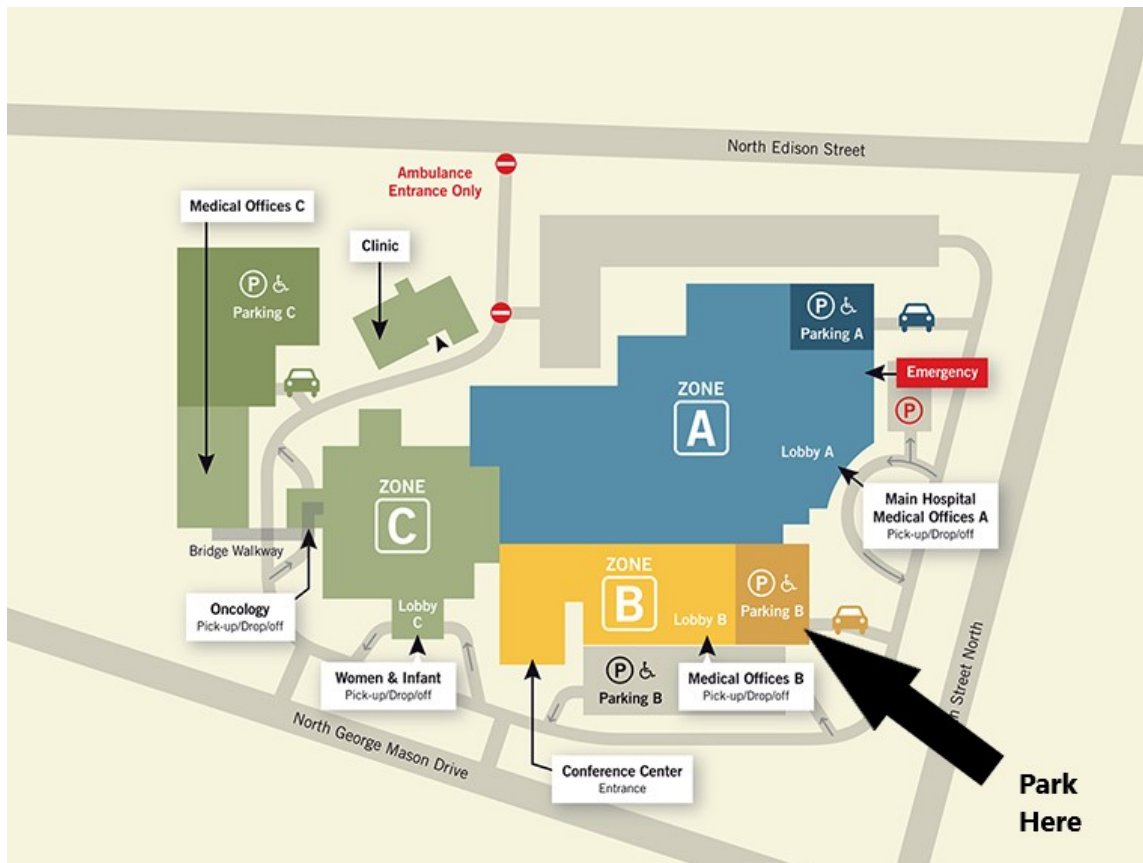 North Edison Street
Ambulance
Entrance Only
Medical Offices C
Clinic
P
Parking C
P
Parking A
Emergency
P
ZONE
A
Lobby A
Main Hospital
Medical Offices A
Pick-up/Drop/off
ZONE
C
Bridge Walkway
Oncology
Pick-up/Drop/off
Lobby
C
Women & Infant
Pick-up/Drop/off
ZONE
B
Lobby B
P
Parking B
P
Parking B
Medical Offices B
Pick-up/Drop/off
Conference Center
Entrance
North George Mason Drive
Street North
Park
Here